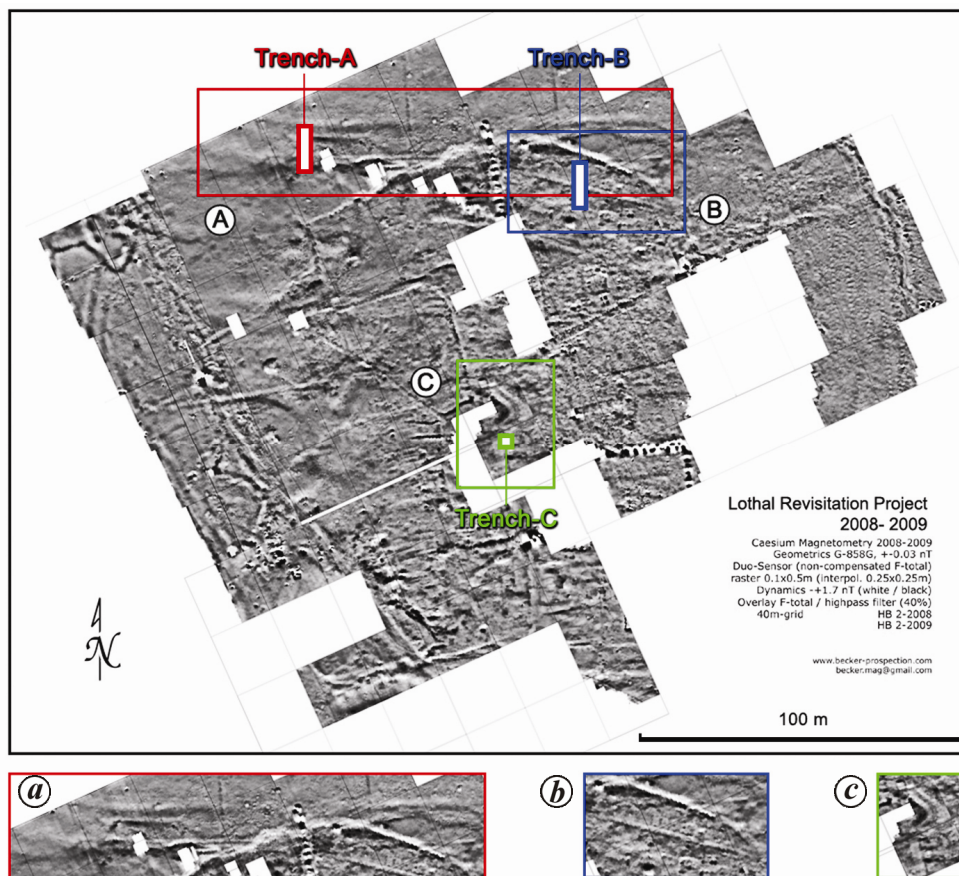 Trench-A
Trench-B
A
B
C
Trench-C
Lothal Revisitation Project
2008- 2009
Caesium Magnetometry 2008-2009
Geometrics G-858G, +-0.03 nT
Duo-Sensor (non-compensated F-total)
raster 0.1x0.5m (interpol. 0.25x0.25m)
Dynamics -+1.7 nT (white / black)
Overlay F-total / highpass filter (40%)
40m-grid HB 2-2008
HB 2-2009
www.becker-prospection.com
becker.mag@gmail.com
N
100 m
a
b
c